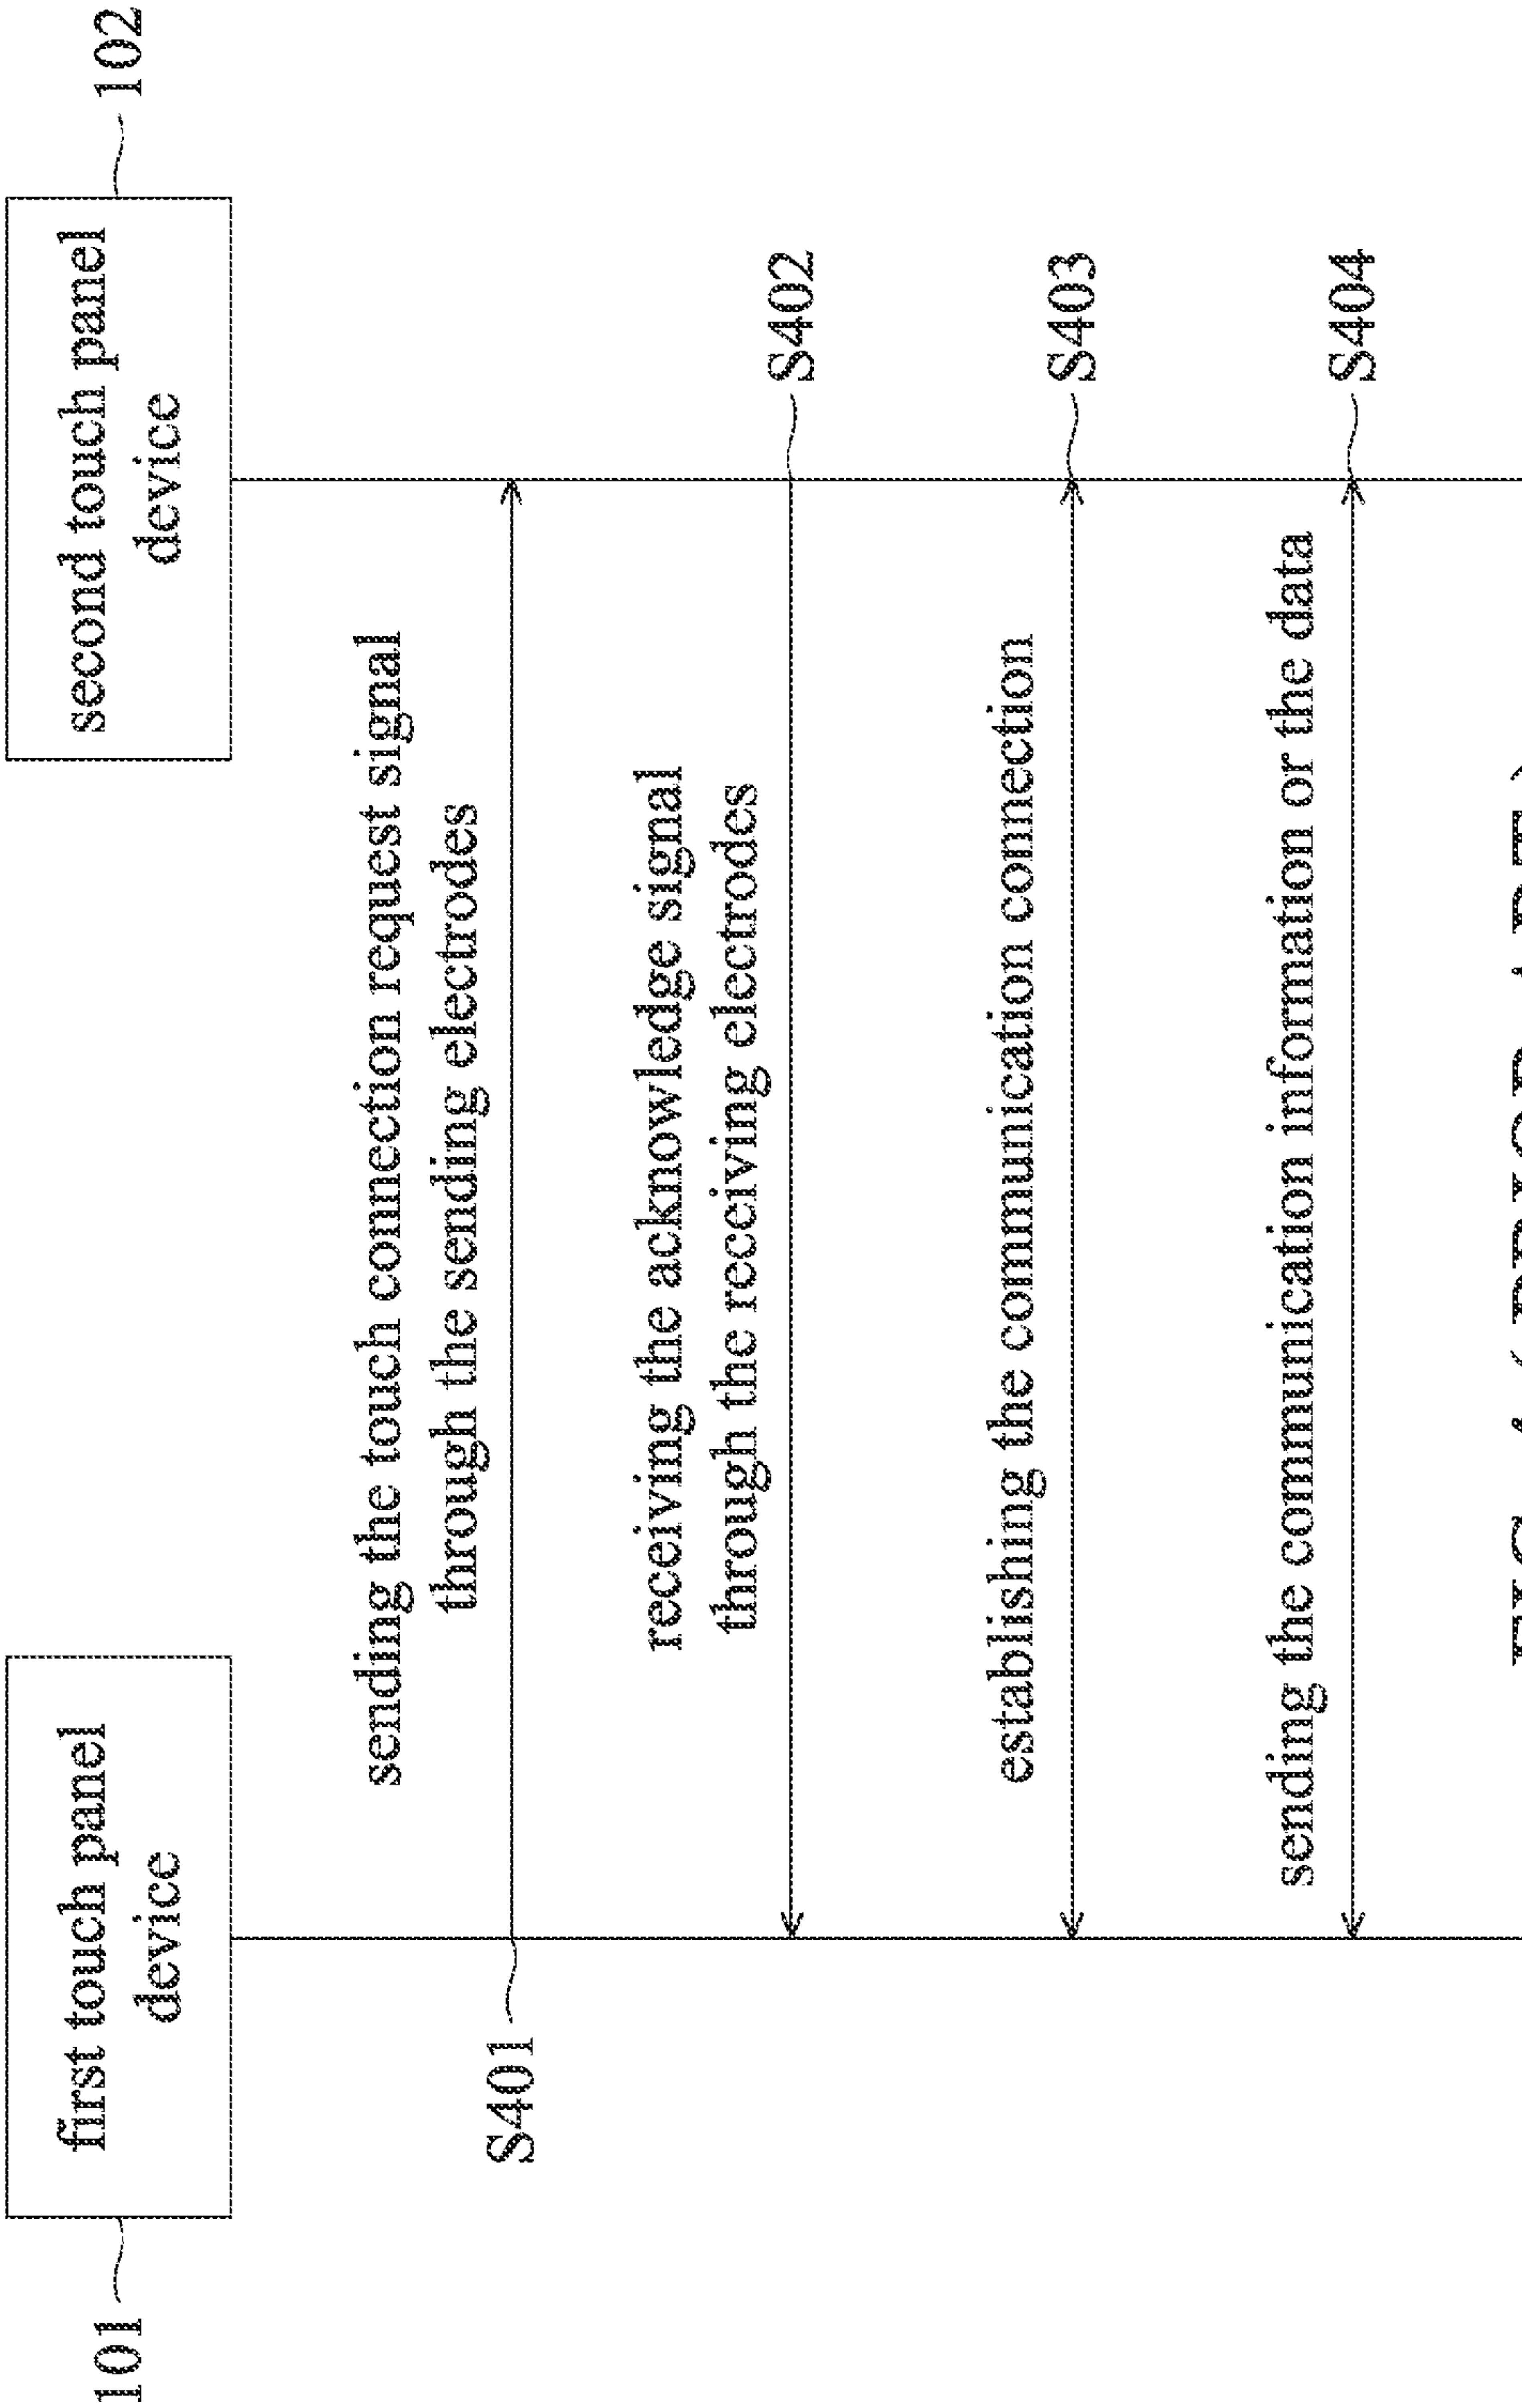 101
first touch panel
device
second touch panel
device
102
sending the touch connection request signal
through the sending electrodes
S401
receiving the acknowledge signal
through the receiving electrodes
S402
establishing the communication connection
S403
sending the communication information or the data
S404